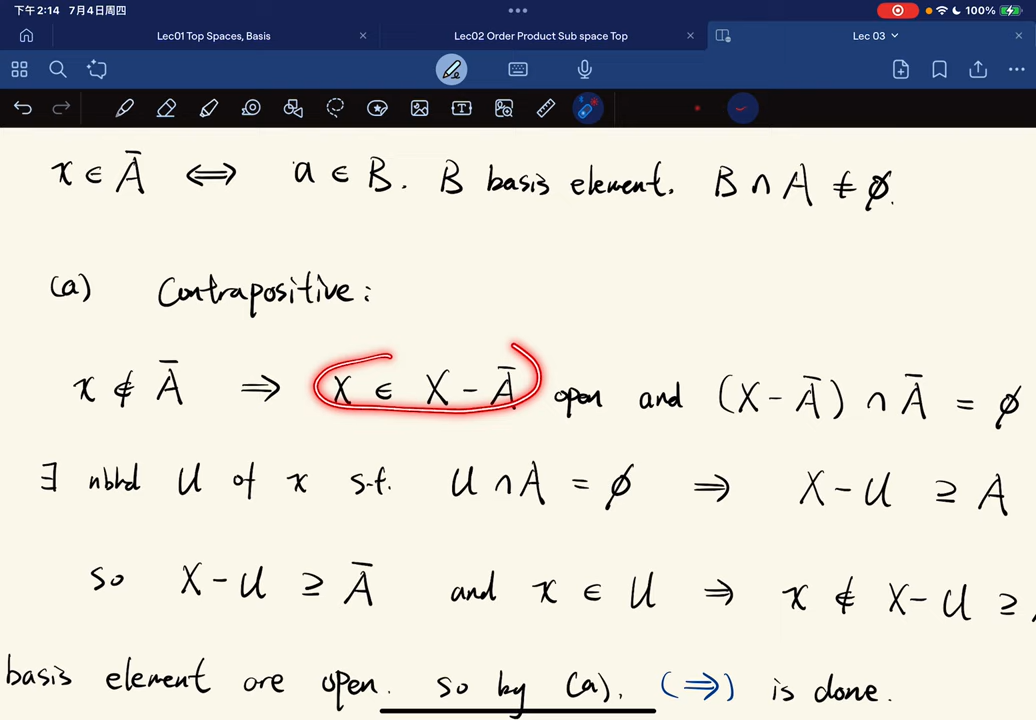 下午2:14 7月4日周四
100%
Lec01 Top Spaces, Basis
Lec02 Order Product Sub space Top
Lec 03
x ∈ Ā ⟺ a ∈ B. B basis element. B ∩ A ≠ ∅.
(a) Contrapositive:
x ∉ Ā ⟹ X ∈ X - Ā open and (X - Ā) ∩ Ā = ∅
∃ nbhd U of x s.t. U ∩ A = ∅ ⟹ X - U ⊇ A
so X - U ⊇ Ā and x ∈ U ⟹ x ∉ X - U ⊇
basis element are open. so by (a), (⟹) is done.